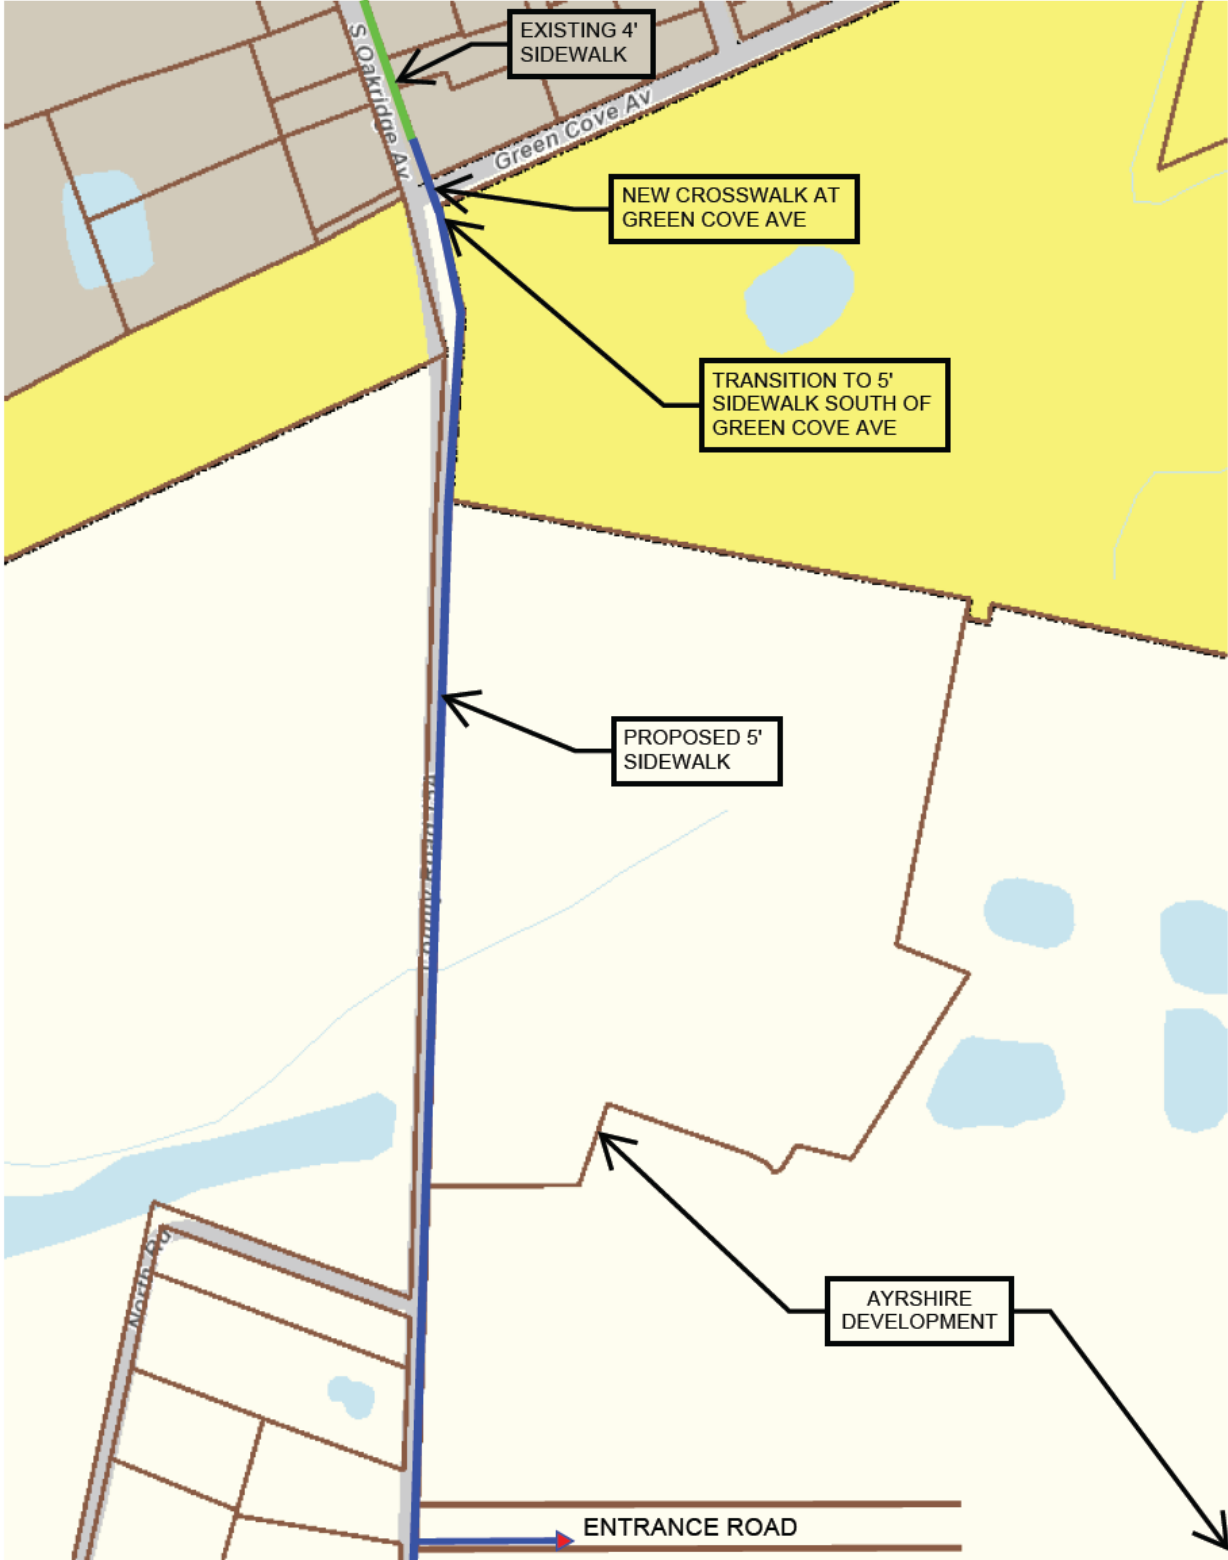 EXISTING 4'
SIDEWALK
S Oakridge Av
Green Cove Av
NEW CROSSWALK AT
GREEN COVE AVE
TRANSITION TO 5'
SIDEWALK SOUTH OF
GREEN COVE AVE
PROPOSED 5'
SIDEWALK
Road
AYRSHIRE
DEVELOPMENT
North Rd
ENTRANCE ROAD